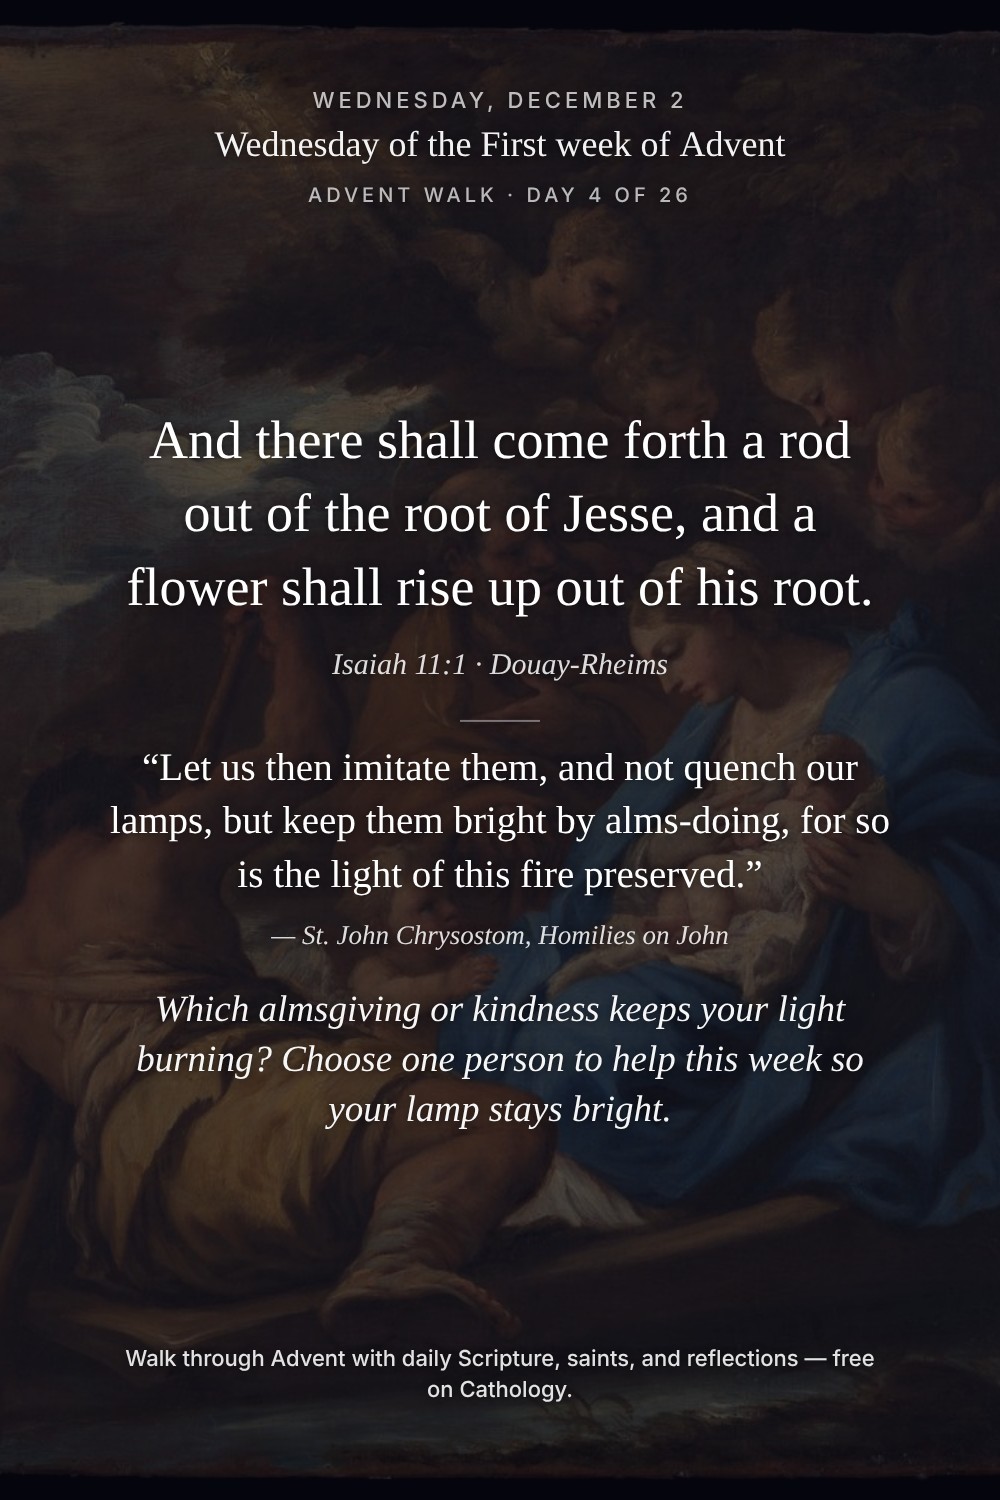 WEDNESDAY, DECEMBER 2
Wednesday of the First week of Advent
ADVENT WALK · DAY 4 OF 26
And there shall come forth a rod
out of the root of Jesse, and a
flower shall rise up out of his root.
Isaiah 11:1 · Douay-Rheims
“Let us then imitate them, and not quench our
lamps, but keep them bright by alms-doing, for so
is the light of this fire preserved.”
— St. John Chrysostom, Homilies on John
Which almsgiving or kindness keeps your light
burning? Choose one person to help this week so
your lamp stays bright.
Walk through Advent with daily Scripture, saints, and reflections — free
on Cathology.